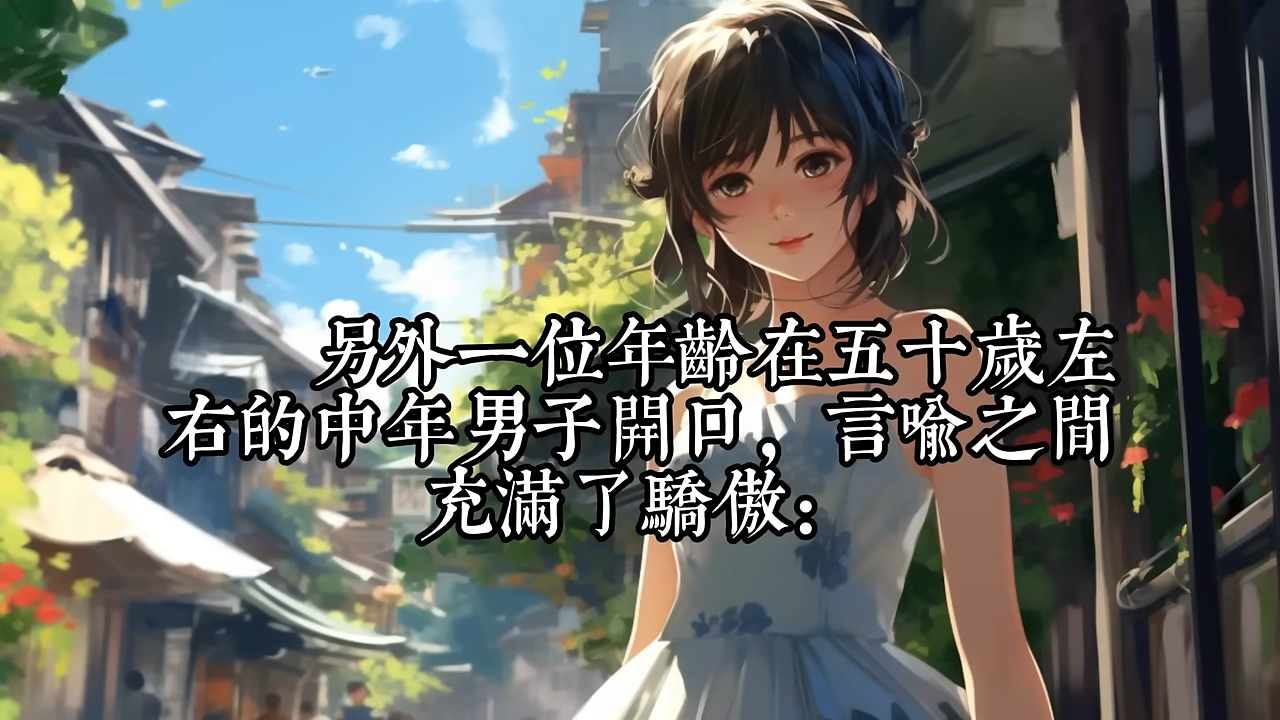 另外一位年齡在五十歲左
右的中年男子開口，言喻之間
充滿了驕傲：